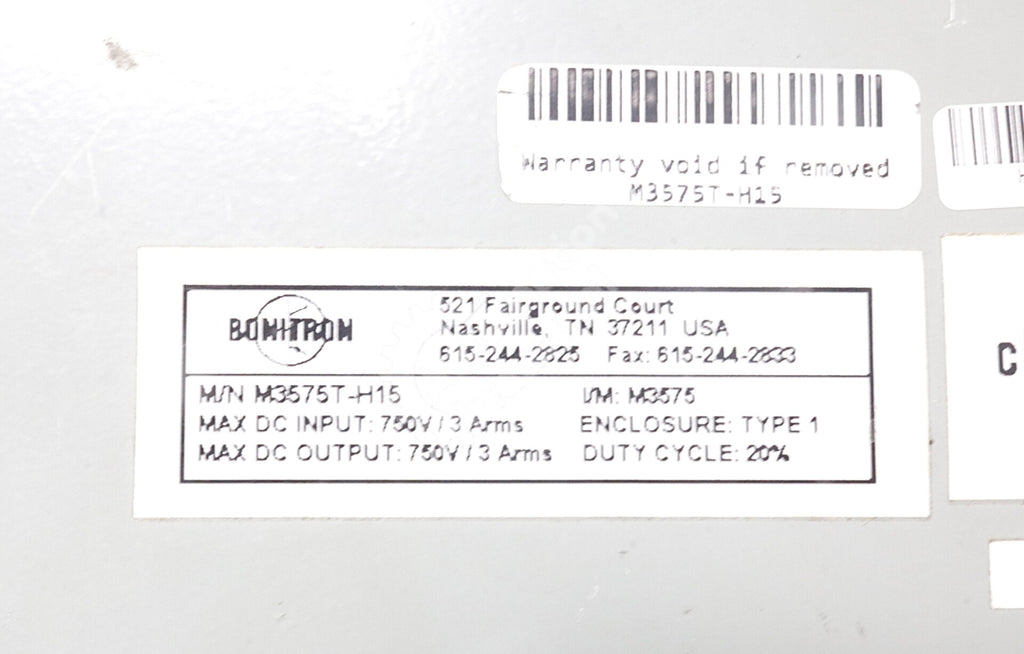 Warranty void if removed
M3575T-H15
BONITRON
521 Fairground Court
Nashville, TN 37211 USA
615-244-2825 Fax: 615-244-2833
M/N M3575T-H15 I/M: M3575
MAX DC INPUT: 750V / 3 Arms ENCLOSURE: TYPE 1
MAX DC OUTPUT: 750V / 3 Arms DUTY CYCLE: 20%